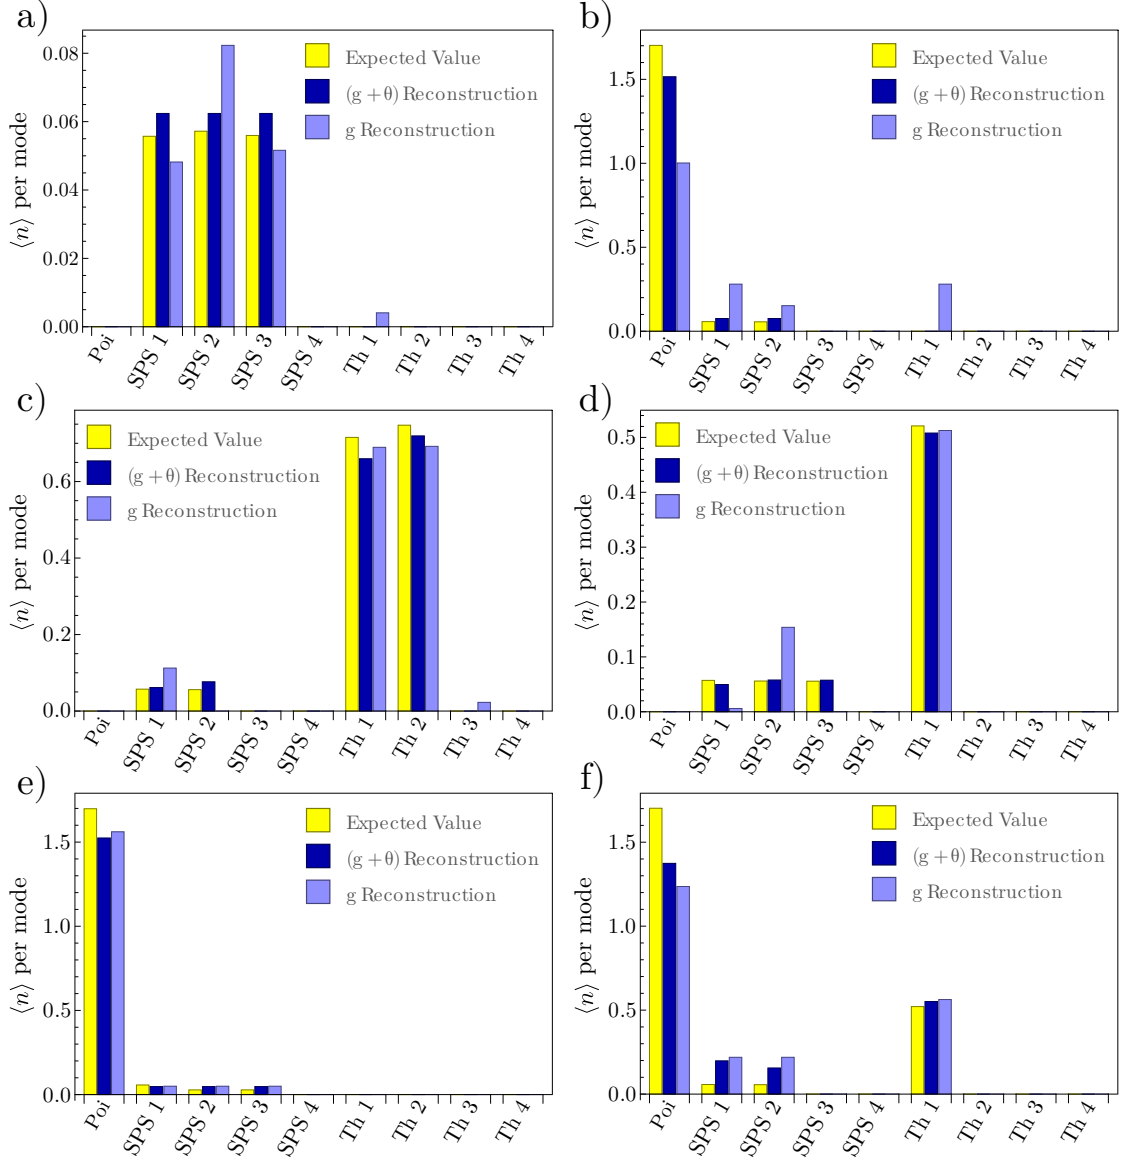 a)
⟨n⟩ per mode
0.08
0.06
0.04
0.02
0.00
Expected Value
(g + θ) Reconstruction
g Reconstruction
Poi SPS 1 SPS 2 SPS 3 SPS 4 Th 1 Th 2 Th 3 Th 4
b)
⟨n⟩ per mode
1.5
1.0
0.5
0.0
Expected Value
(g + θ) Reconstruction
g Reconstruction
Poi SPS 1 SPS 2 SPS 3 SPS 4 Th 1 Th 2 Th 3 Th 4
c)
⟨n⟩ per mode
0.6
0.4
0.2
0.0
Expected Value
(g + θ) Reconstruction
g Reconstruction
Poi SPS 1 SPS 2 SPS 3 SPS 4 Th 1 Th 2 Th 3 Th 4
d)
⟨n⟩ per mode
0.5
0.4
0.3
0.2
0.1
0.0
Expected Value
(g + θ) Reconstruction
g Reconstruction
Poi SPS 1 SPS 2 SPS 3 SPS 4 Th 1 Th 2 Th 3 Th 4
e)
⟨n⟩ per mode
1.5
1.0
0.5
0.0
Expected Value
(g + θ) Reconstruction
g Reconstruction
Poi SPS 1 SPS 2 SPS 3 SPS 4 Th 1 Th 2 Th 3 Th 4
f)
⟨n⟩ per mode
1.5
1.0
0.5
0.0
Expected Value
(g + θ) Reconstruction
g Reconstruction
Poi SPS 1 SPS 2 SPS 3 SPS 4 Th 1 Th 2 Th 3 Th 4